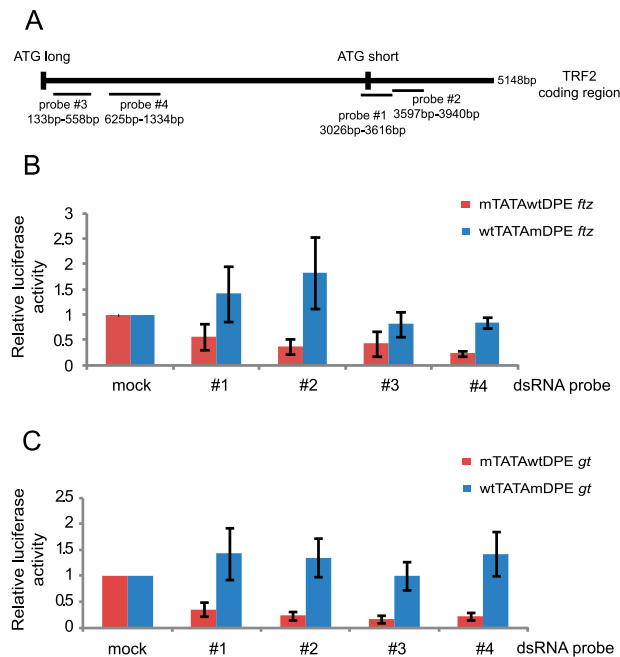 A
ATG long
ATG short
5148bp
TRF2
coding region
probe #3
133bp-558bp
probe #4
625bp-1334bp
probe #1
3026bp-3616bp
probe #2
3597bp-3940bp
B
mTATAwtDPE ftz
wtTATAmDPE ftz
Relative luciferase
activity
3
2.5
2
1.5
1
0.5
0
mock
#1
#2
#3
#4
dsRNA probe
C
mTATAwtDPE gt
wtTATAmDPE gt
Relative luciferase
activity
2.5
2
1.5
1
0.5
0
mock
#1
#2
#3
#4
dsRNA probe